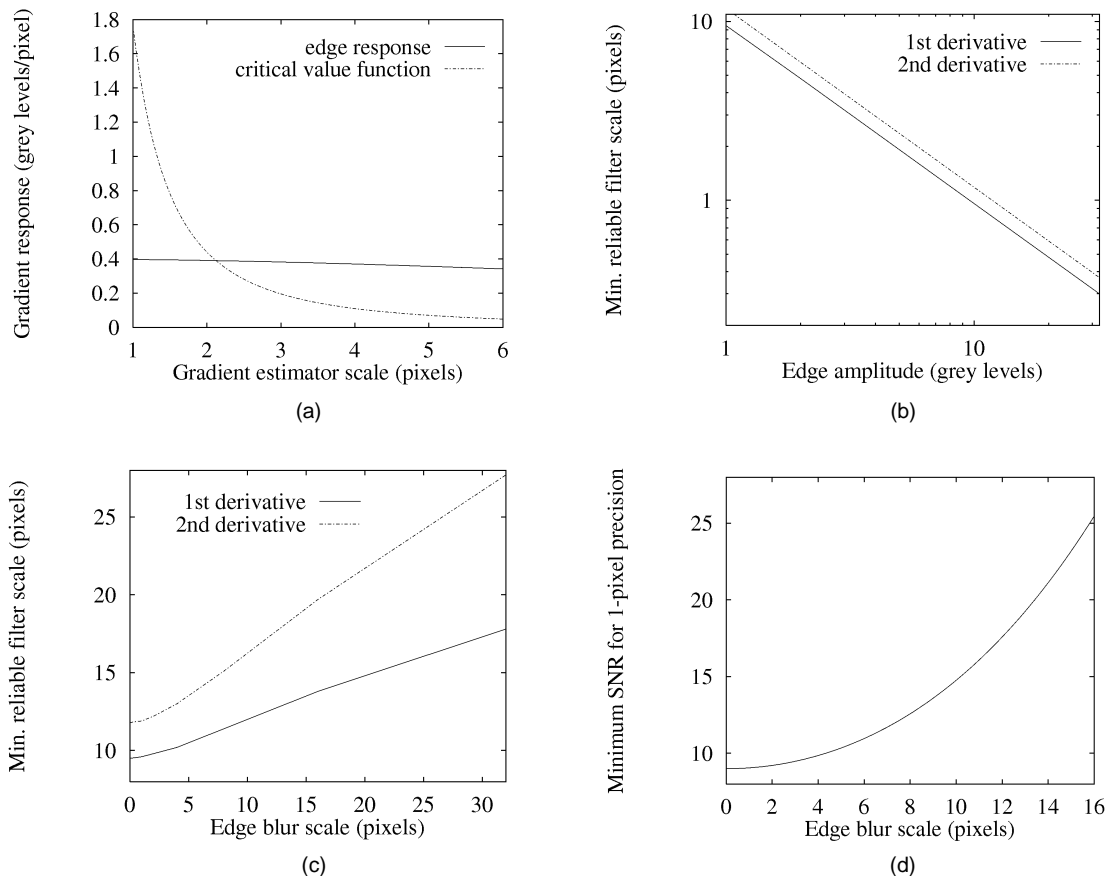 Gradient response (grey levels/pixel)
1.8
1.6
1.4
1.2
1
0.8
0.6
0.4
0.2
0
edge response
critical value function
1 2 3 4 5 6
Gradient estimator scale (pixels)
(a)
Min. reliable filter scale (pixels)
10
1
1st derivative
2nd derivative
1 10
Edge amplitude (grey levels)
(b)
Min. reliable filter scale (pixels)
25
20
15
10
1st derivative
2nd derivative
0 5 10 15 20 25 30
Edge blur scale (pixels)
(c)
Minimum SNR for 1-pixel precision
25
20
15
10
0 2 4 6 8 10 12 14 16
Edge blur scale (pixels)
(d)